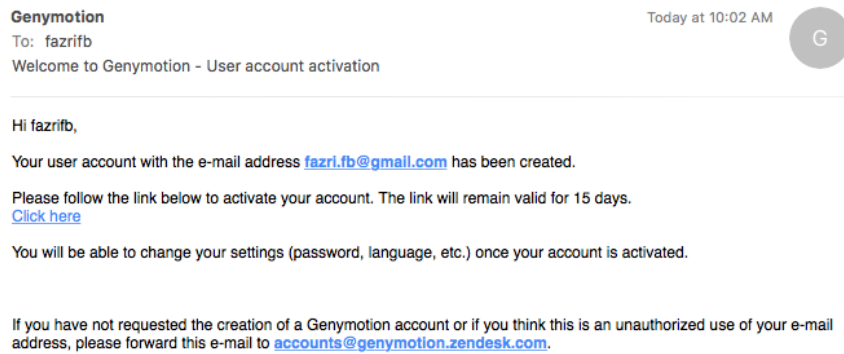 Genymotion
Today at 10:02 AM
G
To: fazrifb
Welcome to Genymotion - User account activation
Hi fazrifb,
Your user account with the e-mail address fazri.fb@gmail.com has been created.
Please follow the link below to activate your account. The link will remain valid for 15 days.
Click here
You will be able to change your settings (password, language, etc.) once your account is activated.
If you have not requested the creation of a Genymotion account or if you think this is an unauthorized use of your e-mail
address, please forward this e-mail to accounts@genymotion.zendesk.com.